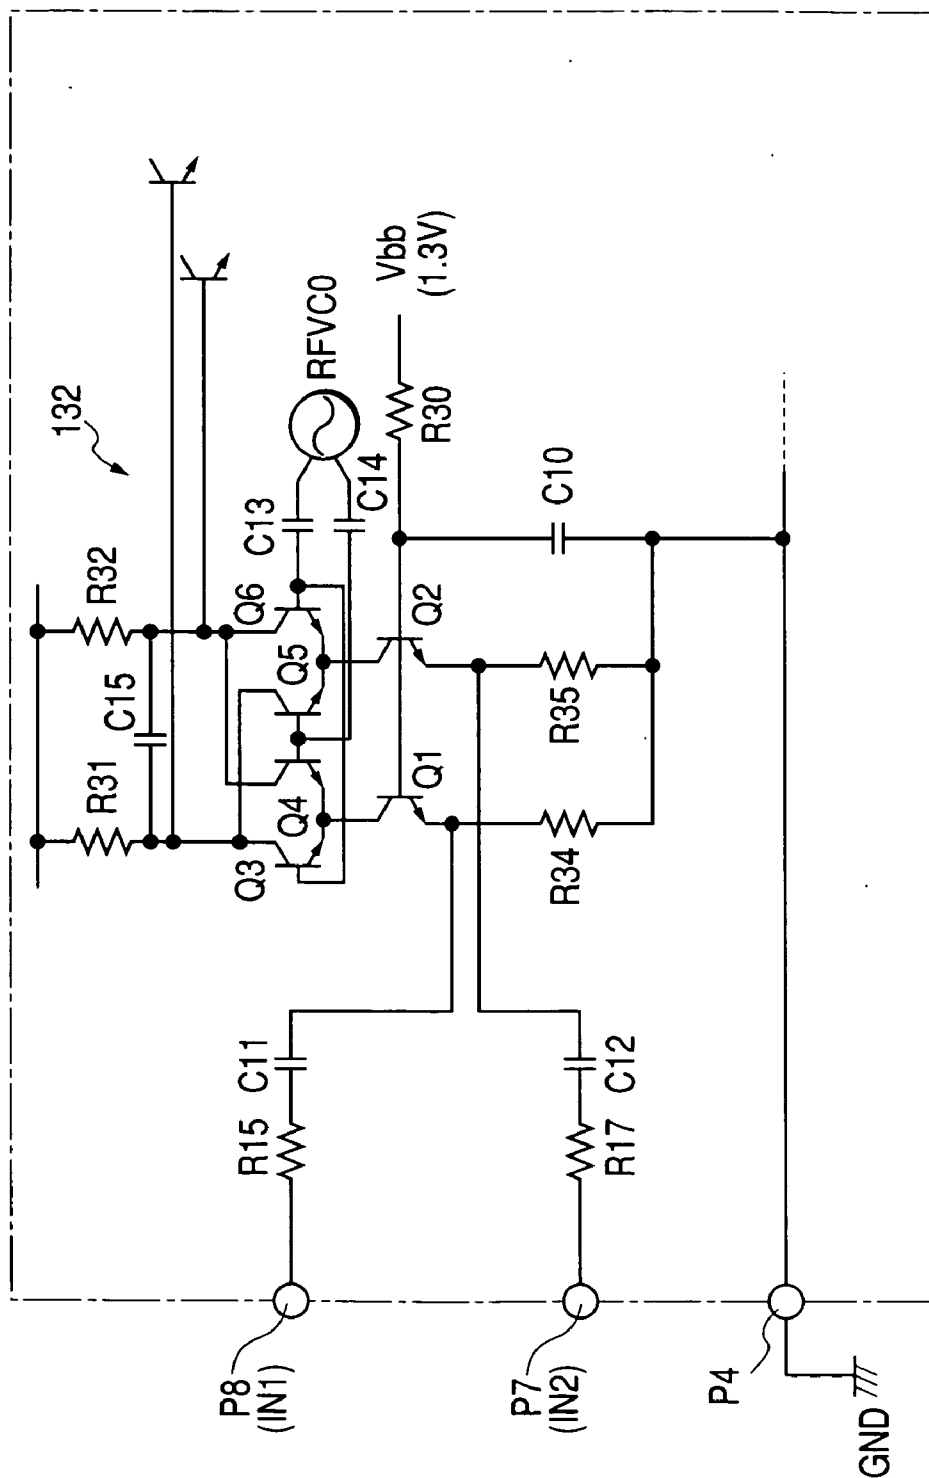 132
R31
R32
C15
Q3
Q4
Q5
Q6
C13
C14
RFVC0
Vbb
(1.3V)
R30
Q1
Q2
C10
R34
R35
P8
(IN1)
R15
C11
P7
(IN2)
R17
C12
P4
GND